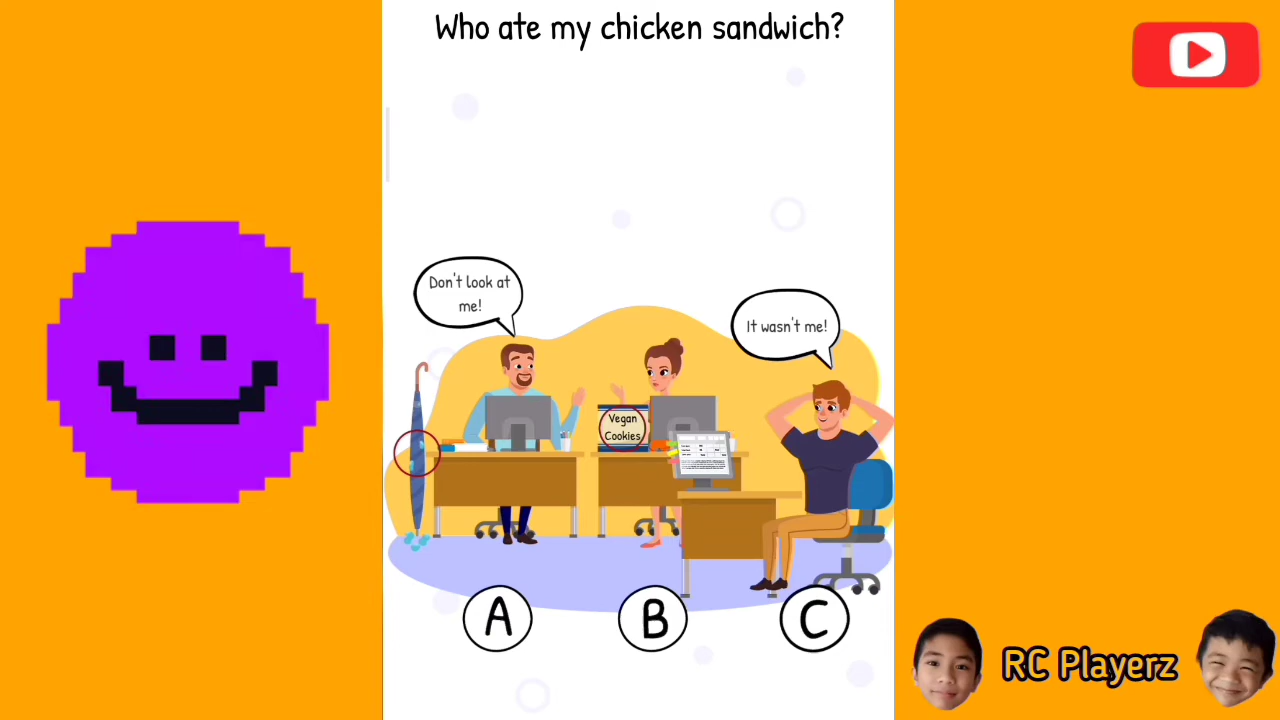 Who ate my chicken sandwich?
Don't look at
me!
It wasn't me!
Vegan
Cookies
A
B
C
RC Playerz